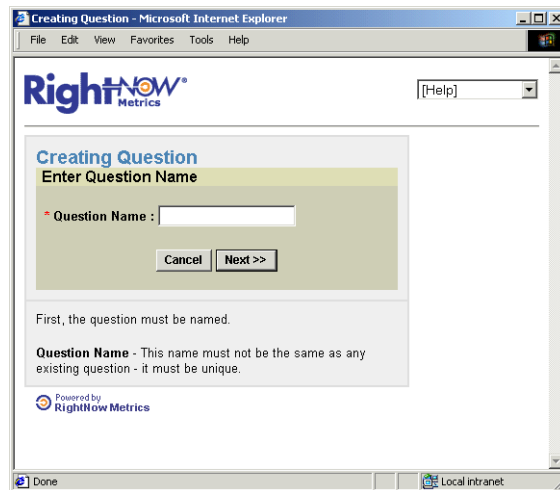 Creating Question - Microsoft Internet Explorer
File Edit View Favorites Tools Help
RightNOW®
Metrics
[Help]
Creating Question
Enter Question Name
* Question Name :
Cancel Next >>
First, the question must be named.
Question Name - This name must not be the same as any
existing question - it must be unique.
Powered by
RightNow Metrics
Done Local intranet